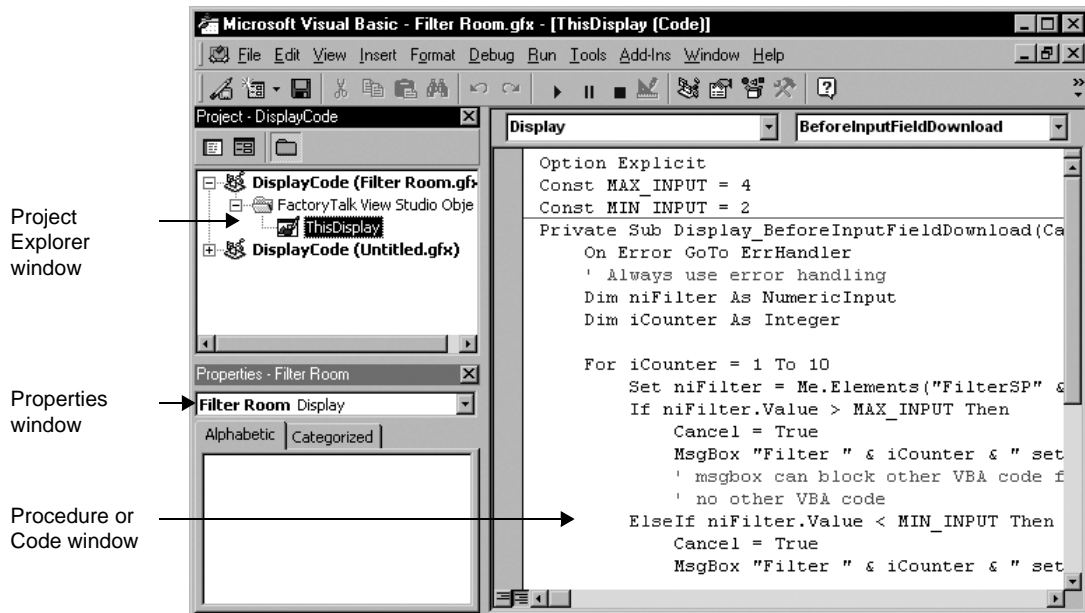 Microsoft Visual Basic - Filter Room.gfx - [ThisDisplay (Code)]
File Edit View Insert Format Debug Run Tools Add-Ins Window Help
Project - DisplayCode
DisplayCode (Filter Room.gfx
FactoryTalk View Studio Obje
ThisDisplay
DisplayCode (Untitled.gfx)
Project
Explorer
window
Properties - Filter Room
Filter Room Display
Alphabetic Categorized
Properties
window
Procedure or
Code window
Display BeforeInputFieldDownload
Option Explicit
Const MAX_INPUT = 4
Const MIN_INPUT = 2
Private Sub Display_BeforeInputFieldDownload(Ca
On Error GoTo ErrHandler
' Always use error handling
Dim niFilter As NumericInput
Dim iCounter As Integer
For iCounter = 1 To 10
Set niFilter = Me.Elements("FilterSP" &
If niFilter.Value > MAX_INPUT Then
Cancel = True
MsgBox "Filter " & iCounter & " set
' msgbox can block other VBA code f
' no other VBA code
ElseIf niFilter.Value < MIN_INPUT Then
Cancel = True
MsgBox "Filter " & iCounter & " set